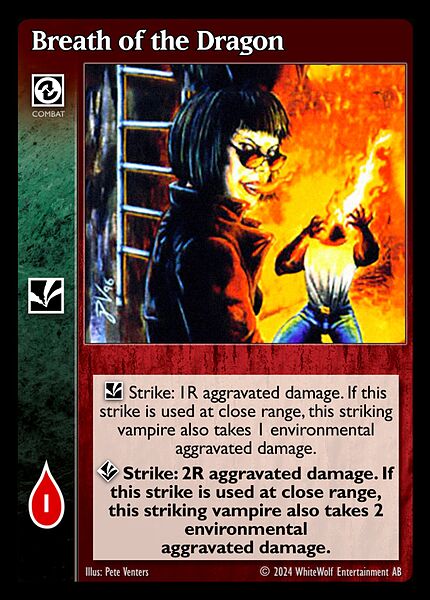 Breath of the Dragon
COMBAT
PV96
Strike: 1R aggravated damage. If this
strike is used at close range, this striking
vampire also takes 1 environmental
aggravated damage.
Strike: 2R aggravated damage. If
this strike is used at close range,
this striking vampire also takes 2
environmental
aggravated damage.
1
Illus: Pete Venters
© 2024 WhiteWolf Entertainment AB